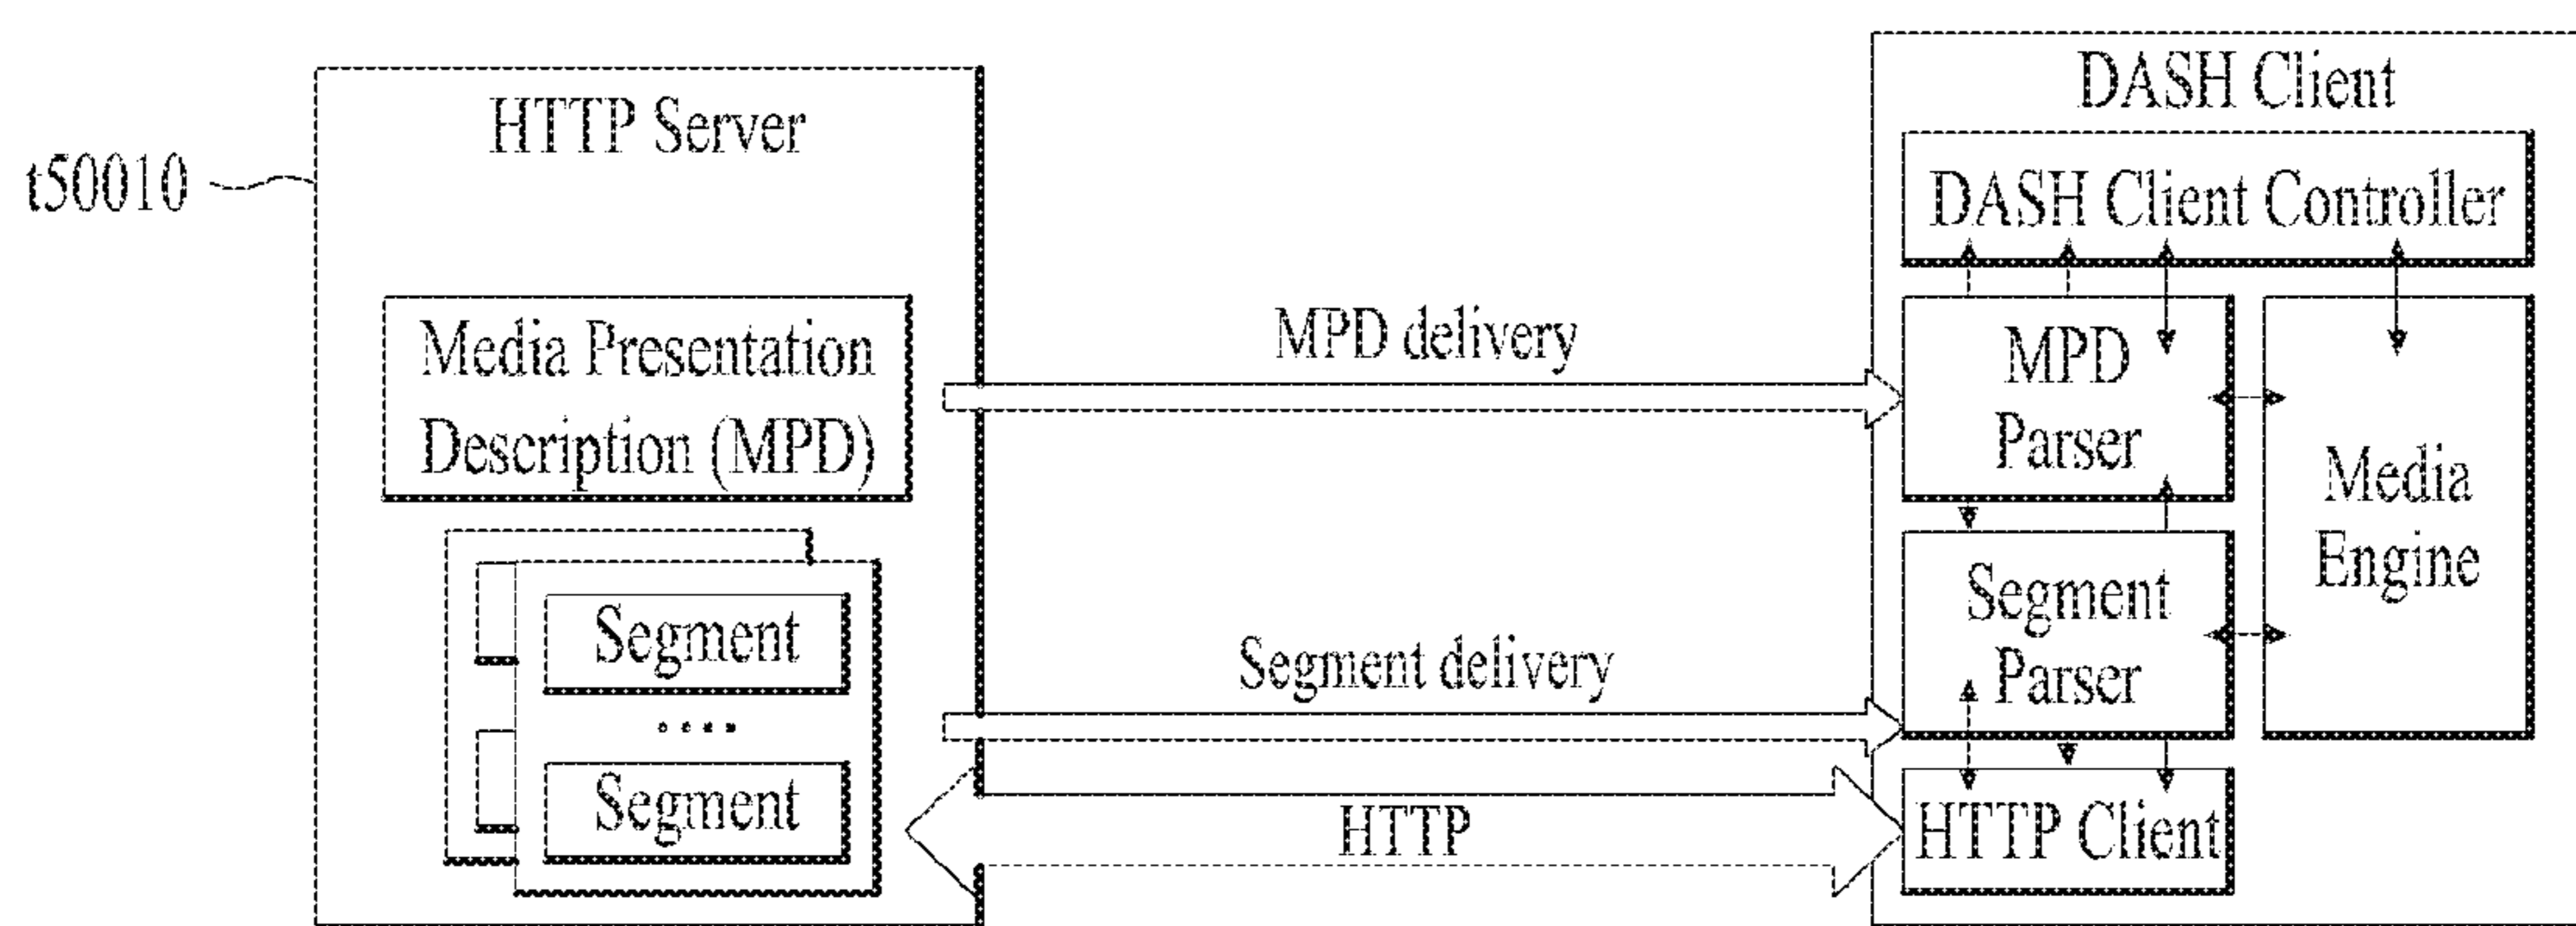 HTTP Server
t50010
Media Presentation
Description (MPD)
Segment
....
Segment
MPD delivery
Segment delivery
HTTP
DASH Client
DASH Client Controller
MPD
Parser
Media
Engine
Segment
Parser
HTTP Client